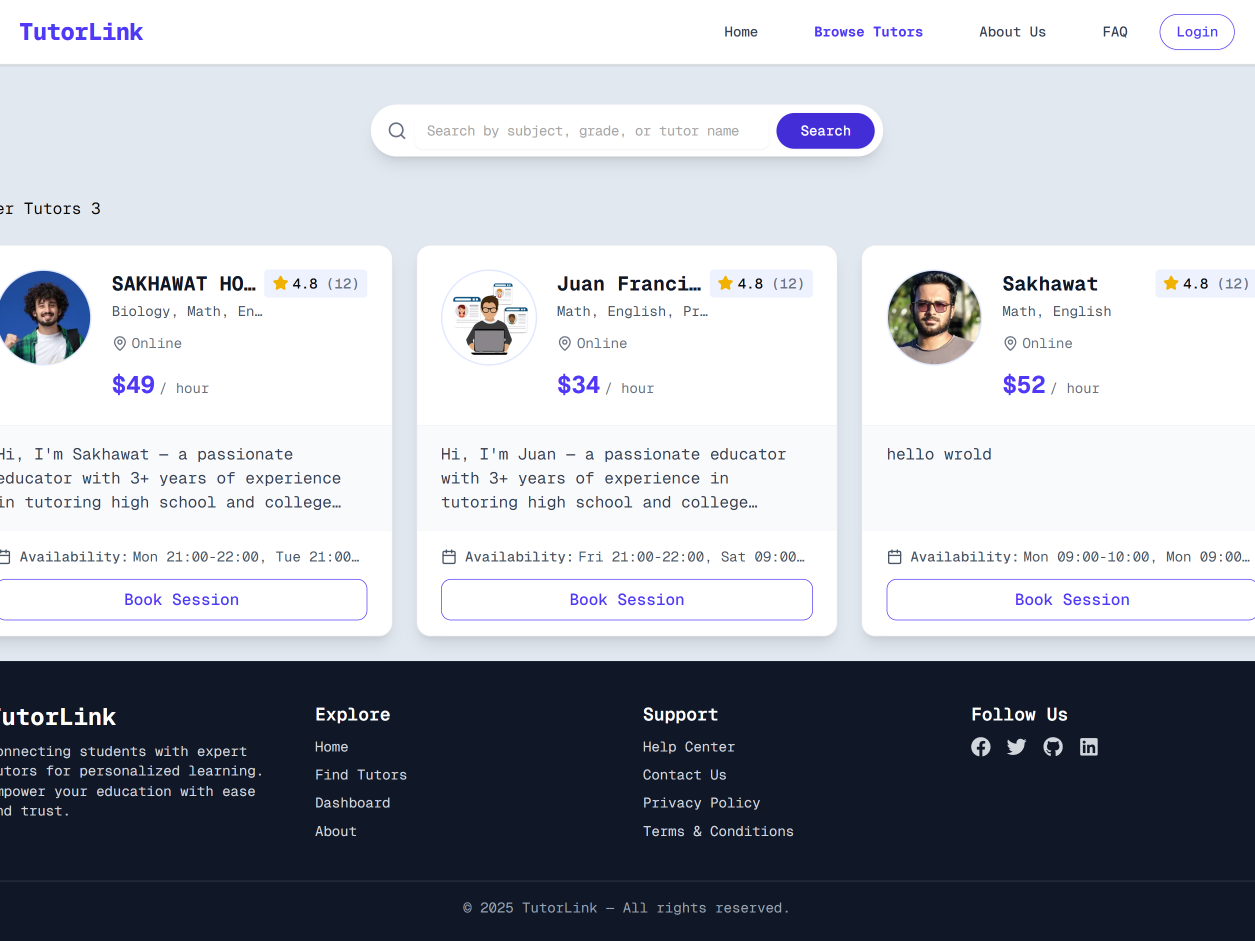 TutorLink
Home
Browse Tutors
About Us
FAQ
Login
Search by subject, grade, or tutor name
Search
er Tutors 3
SAKHAWAT HO…
4.8 (12)
Biology, Math, En…
Online
$49 / hour
Hi, I'm Sakhawat — a passionate
educator with 3+ years of experience
in tutoring high school and college…
Availability: Mon 21:00-22:00, Tue 21:00…
Book Session
Juan Franci…
4.8 (12)
Math, English, Pr…
Online
$34 / hour
Hi, I'm Juan — a passionate educator
with 3+ years of experience in
tutoring high school and college…
Availability: Fri 21:00-22:00, Sat 09:00…
Book Session
Sakhawat
4.8 (12)
Math, English
Online
$52 / hour
hello wrold
Availability: Mon 09:00-10:00, Mon 09:00…
Book Session
TutorLink
onnecting students with expert
utors for personalized learning.
mpower your education with ease
nd trust.
Explore
Home
Find Tutors
Dashboard
About
Support
Help Center
Contact Us
Privacy Policy
Terms & Conditions
Follow Us
© 2025 TutorLink — All rights reserved.